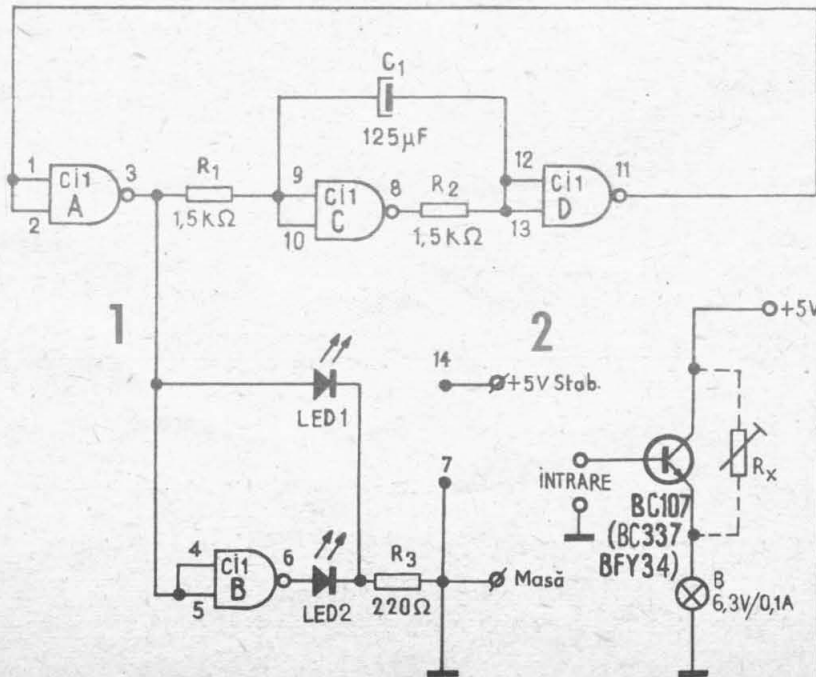 C1
125µF
1
2
Ci1
A
3
R1
1,5kΩ
9
10
Ci1
C
8
R2
1,5KΩ
12
13
Ci1
D
11
1
2
+5V
14
+5V Stab.
LED1
7
INTRARE
Rx
BC107
(BC337
BFY34)
4
5
Ci1
B
6
LED2
R3
220Ω
Masă
B
6,3V/0,1A